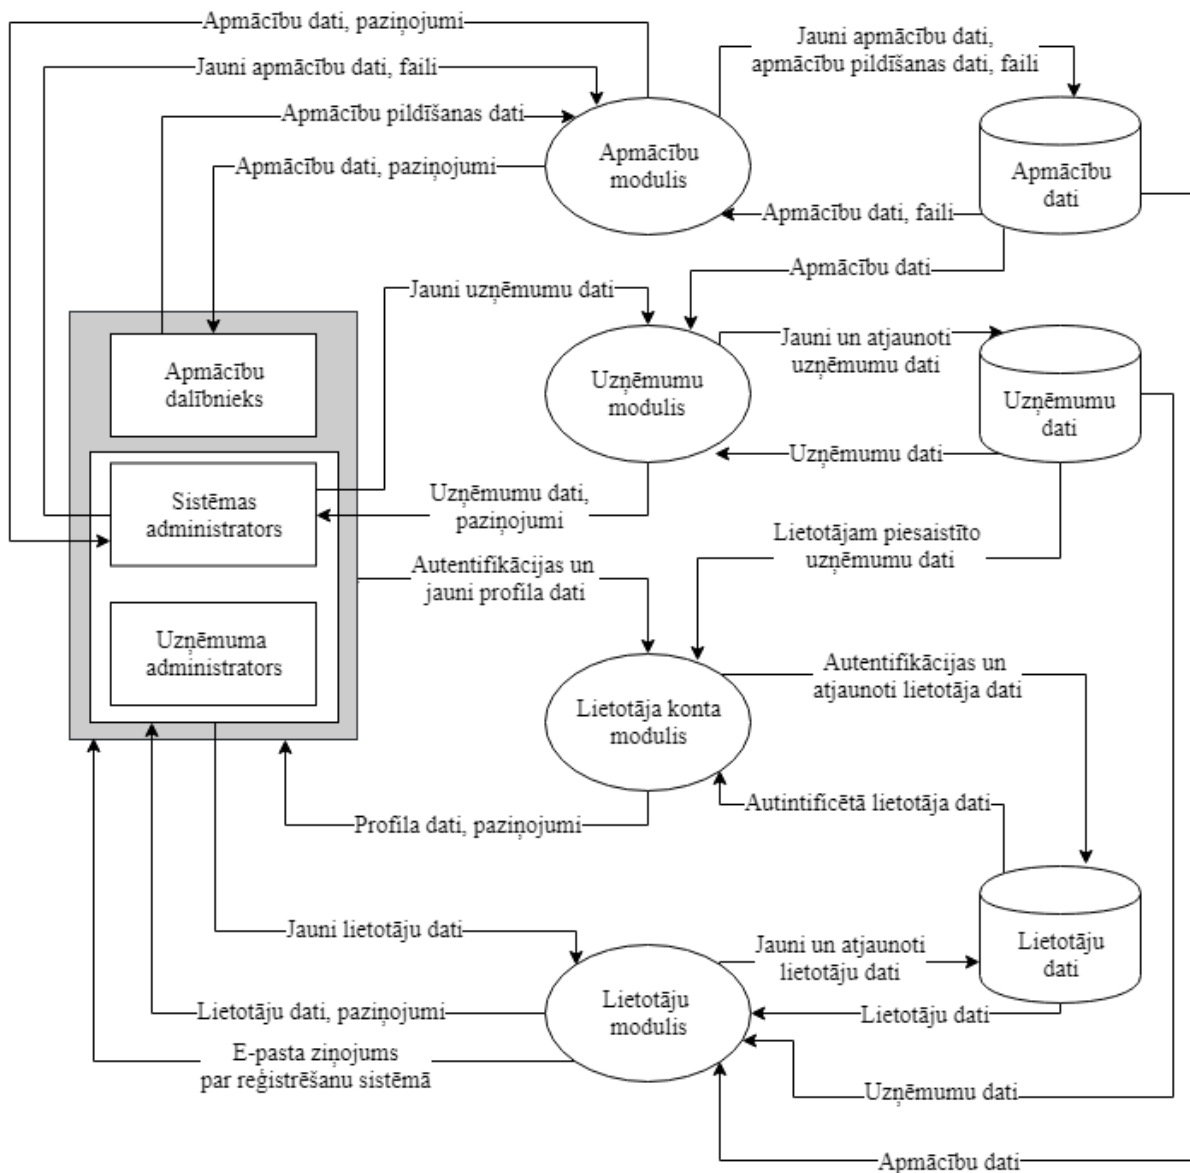 Apmācību dati, paziņojumi
Jauni apmācību dati,
apmācību pildīšanas dati, faili
Jauni apmācību dati, faili
Apmācību pildīšanas dati
Apmācību dati, paziņojumi
Apmācību
modulis
Apmācību
dati
Apmācību dati, faili
Apmācību dati
Jauni uzņēmumu dati
Apmācību
dalībnieks
Uzņēmumu
modulis
Jauni un atjaunoti
uzņēmumu dati
Uzņēmumu
dati
Uzņēmumu dati
Sistēmas
administrators
Uzņēmumu dati,
paziņojumi
Lietotājam piesaistīto
uzņēmumu dati
Autentifikācijas un
jauni profila dati
Uzņēmuma
administrators
Lietotāja konta
modulis
Autentifikācijas un
atjaunoti lietotāja dati
Autintificētā lietotāja dati
Profila dati, paziņojumi
Jauni lietotāju dati
Jauni un atjaunoti
lietotāju dati
Lietotāju
dati
Lietotāju
modulis
Lietotāju dati, paziņojumi
Lietotāju dati
E-pasta ziņojums
par reģistrēšanu sistēmā
Uzņēmumu dati
Apmācību dati